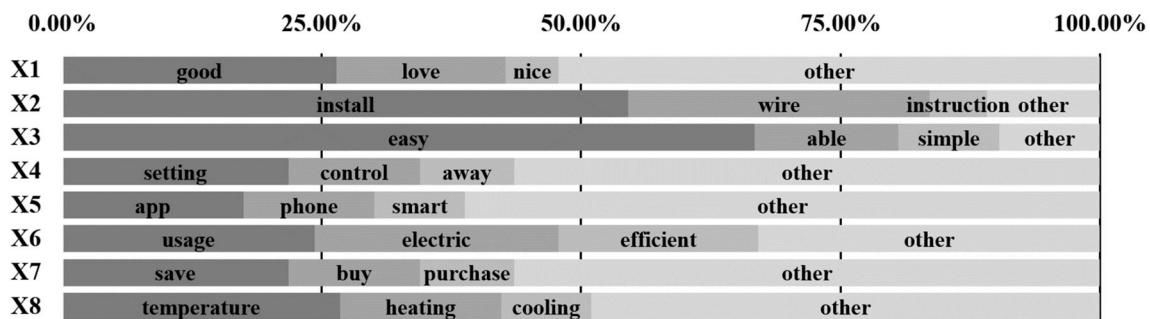 0.00% 25.00% 50.00% 75.00% 100.00%
X1 good love nice other
X2 install wire instruction other
X3 easy able simple other
X4 setting control away other
X5 app phone smart other
X6 usage electric efficient other
X7 save buy purchase other
X8 temperature heating cooling other